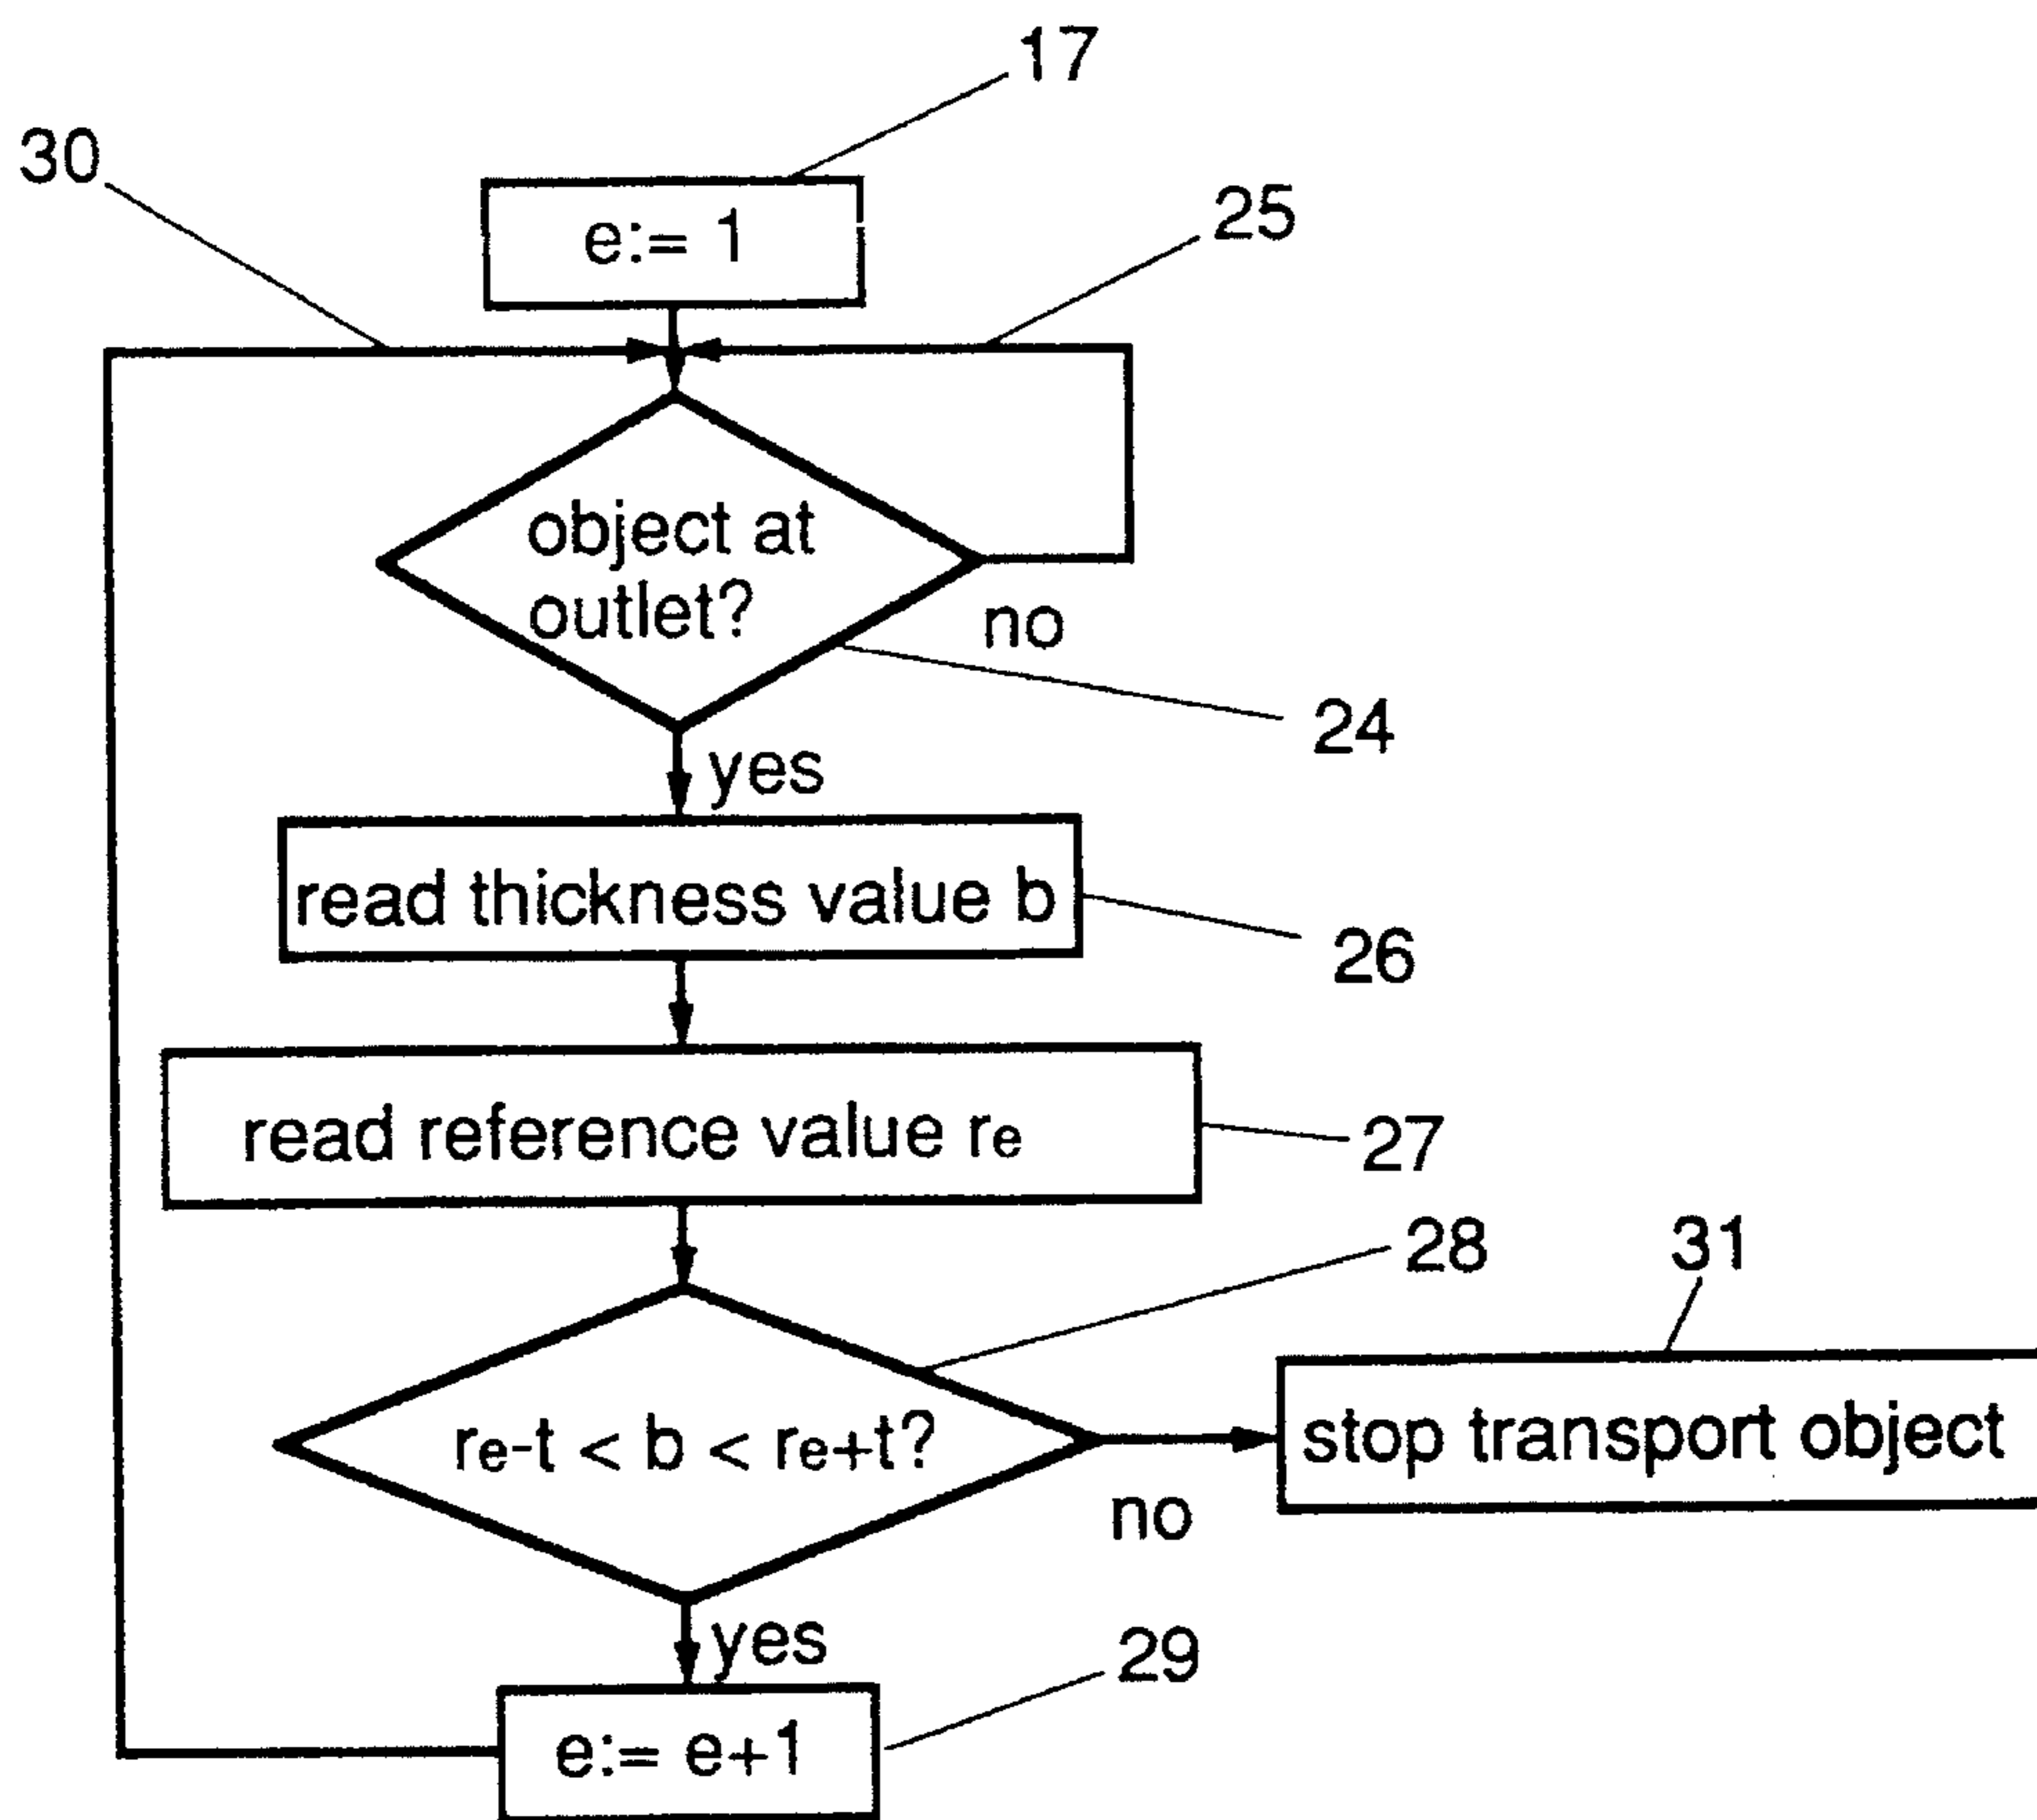 17
30
e:= 1
25
object at
outlet?
no
24
yes
read thickness value b
26
read reference value re
27
28
31
re-t < b < re+t?
stop transport object
no
yes
29
e:= e+1